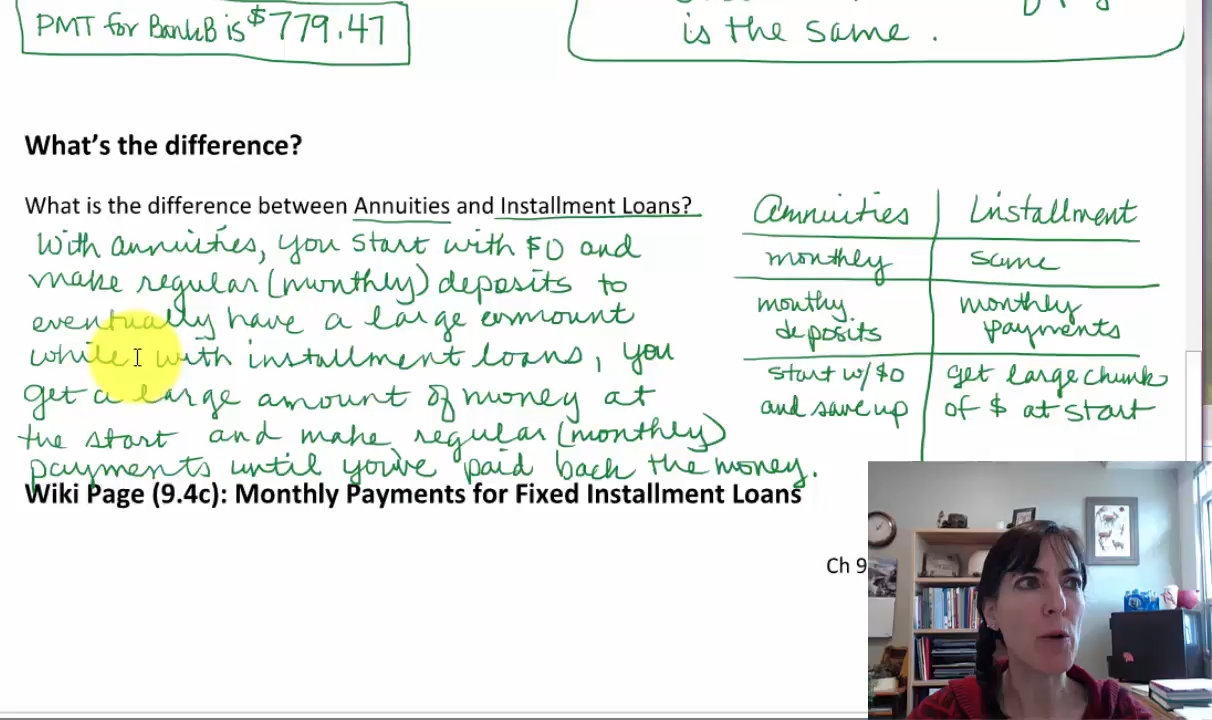 is the same.
PMT for Bank B is $779.47
What's the difference?
What is the difference between Annuities and Installment Loans?
With annuities, you start with $0 and
make regular (monthly) deposits to
eventually have a large ammount
while with installment loans, you
get a large amount of money at
the start and make regular (monthly)
payments until you've paid back the money.
Annuities Installment
monthly same
monthy monthly
deposits payments
start w/ $0 get large chunk
and save up of $ at start
Wiki Page (9.4c): Monthly Payments for Fixed Installment Loans
Ch 9